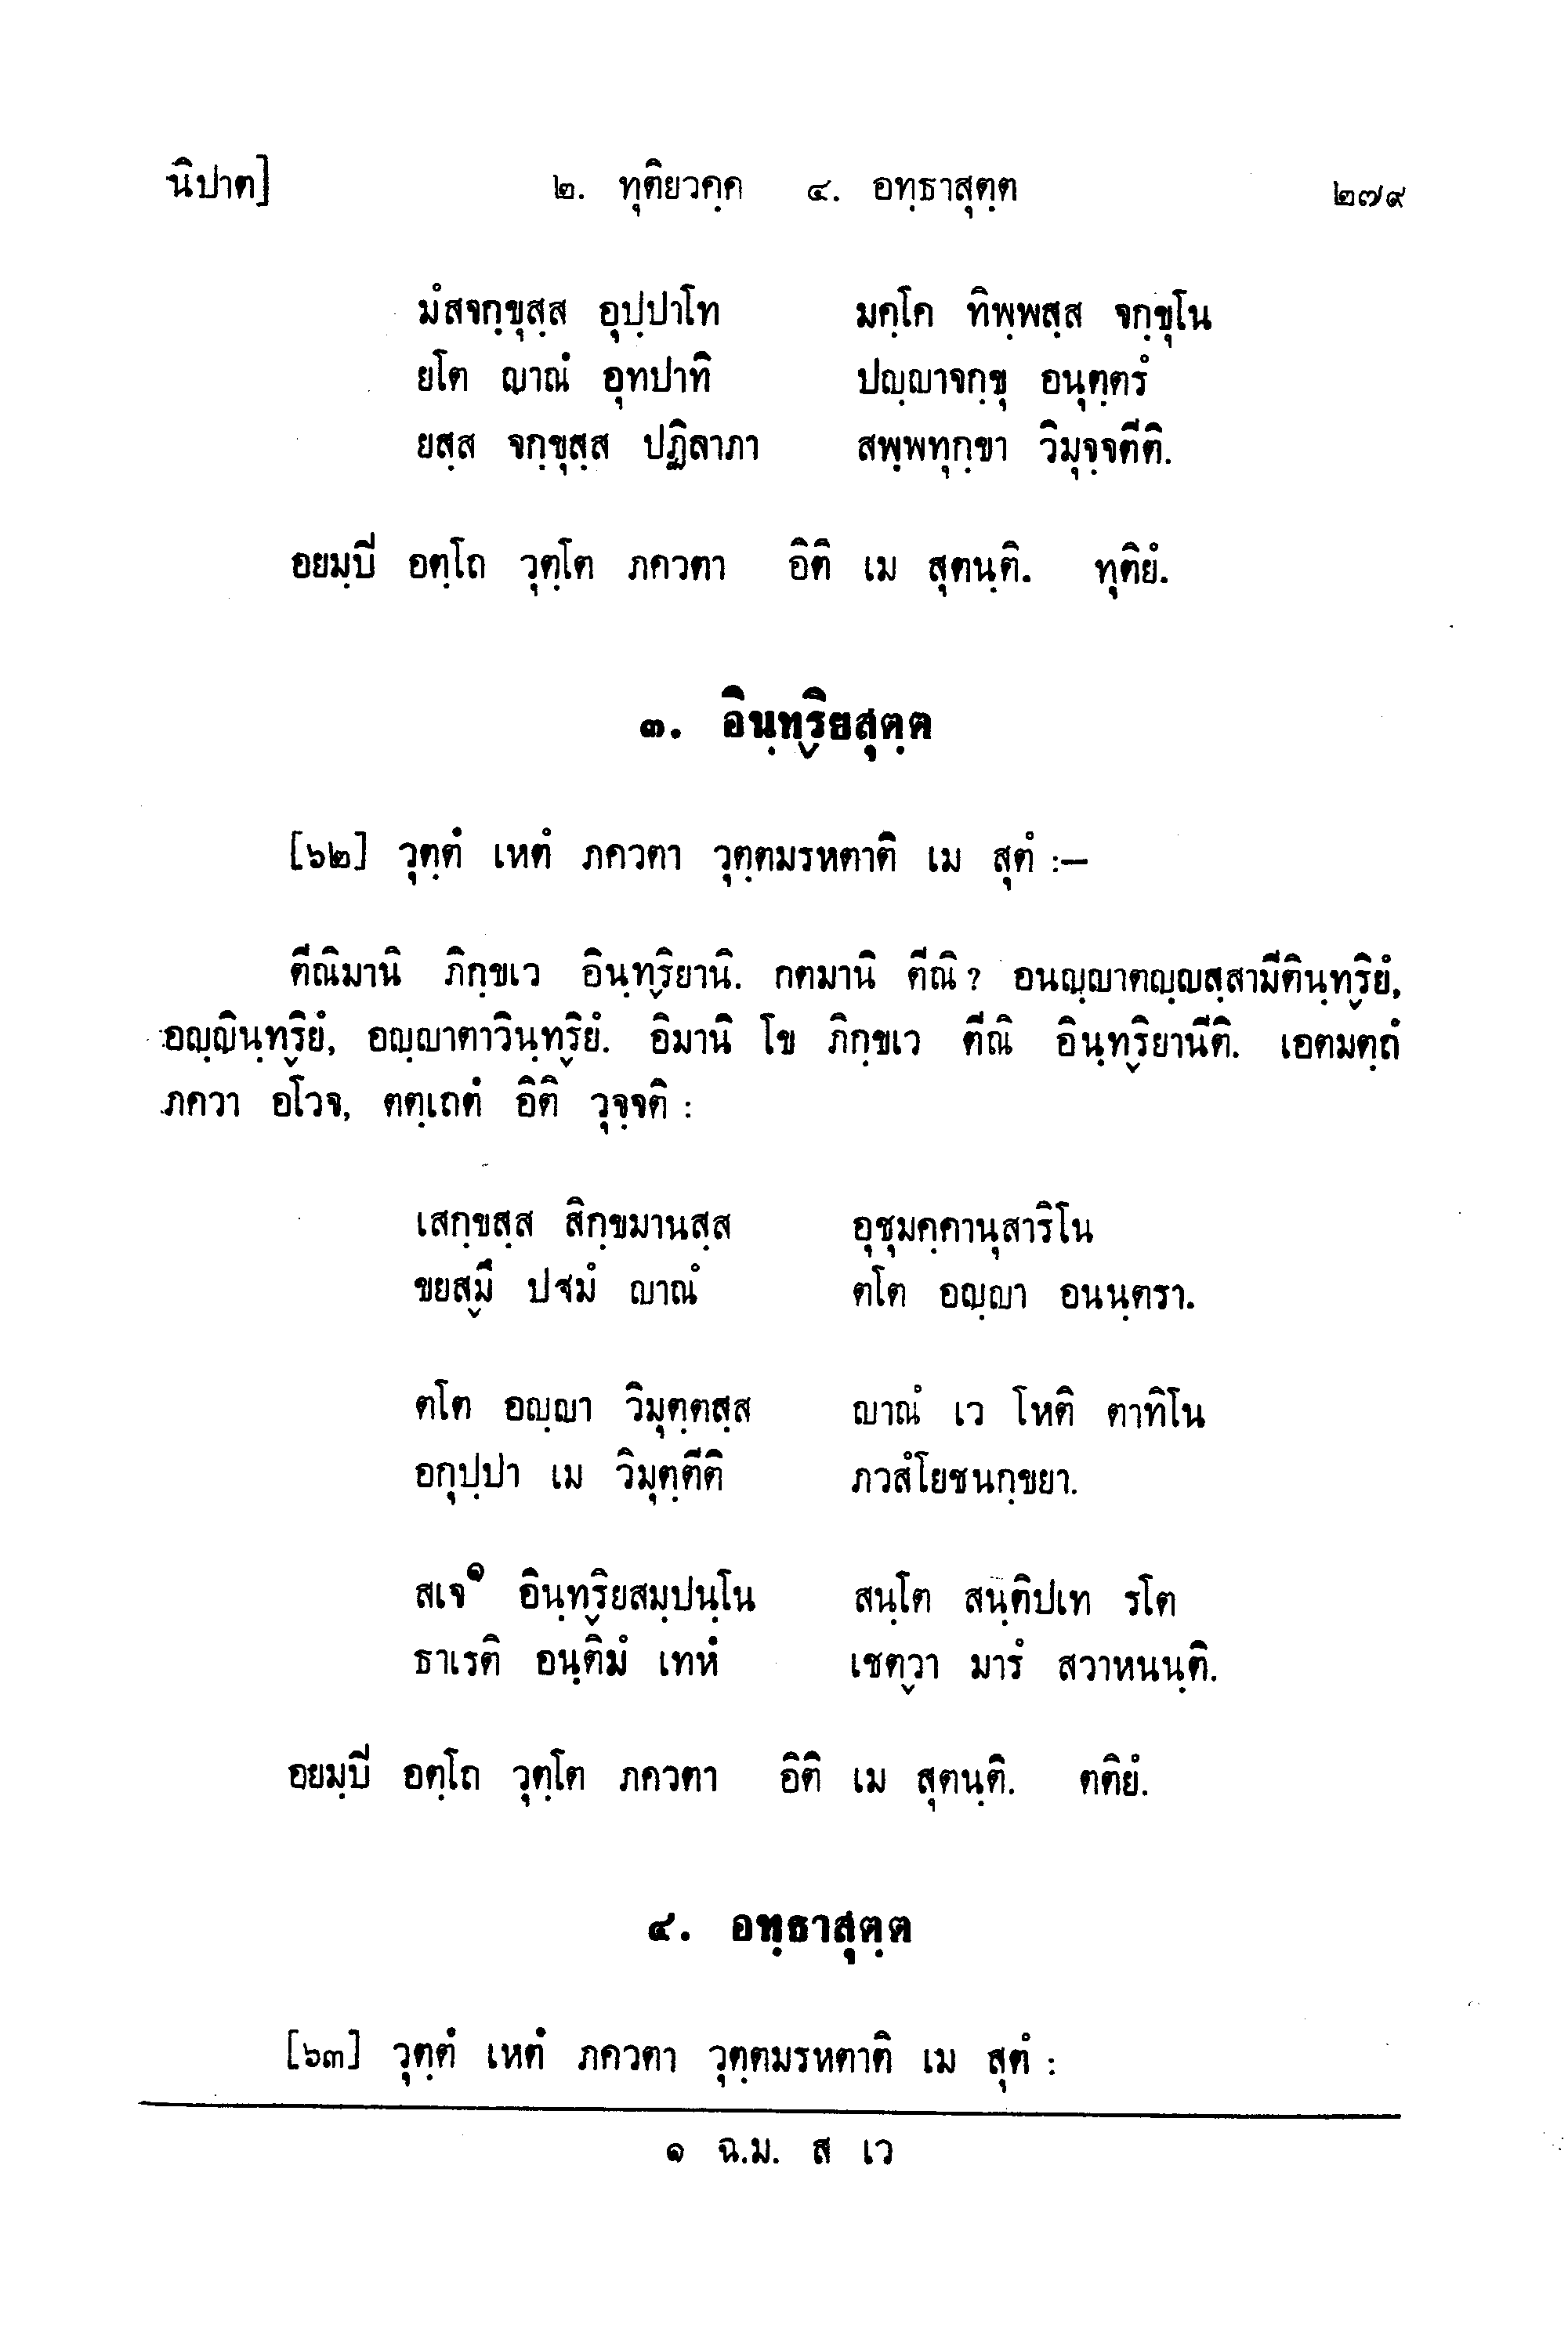 นิปาต] ๒. ทุติยวคฺค ๔. อทฺธาสุตฺต ๒๗๙
มํสจกฺขุสฺส อุปฺปาโท มคฺโค ทิพฺพสฺส จกฺขุโน
ยโต ญาณํ อุทปาทิ ปญฺญาจกฺขุ อนุตฺตรํ
ยสฺส จกฺขุสฺส ปฏิลาภา สพฺพทุกฺขา วิมุจฺจตีติ.
อยมฺปิ อตฺโถ วุตฺโต ภควตา อิติ เม สุตนฺติ. ทุติยํ.
๓. อินฺทฺริยสุตฺต
[๖๒] วุตฺตํ เหตํ ภควตา วุตฺตมรหตาติ เม สุตํ :–
ตีณิมานิ ภิกฺขเว อินฺทฺริยานิ. กตมานิ ตีณิ ? อนญฺญาตญฺญสฺสามีตินฺทฺริยํ,
อญฺญินฺทฺริยํ, อญฺญาตาวินฺทฺริยํ. อิมานิ โข ภิกฺขเว ตีณิ อินฺทฺริยานีติ. เอตมตฺถํ
ภควา อโวจ, ตตฺเถตํ อิติ วุจฺจติ :
เสกฺขสฺส สิกฺขมานสฺส อุชุมคฺคานุสาริโน
ขยสฺมึ ปฐมํ ญาณํ ตโต อญฺญา อนนฺตรา.
ตโต อญฺญา วิมุตฺตสฺส ญาณํ เว โหติ ตาทิโน
อกุปฺปา เม วิมุตฺตีติ ภวสํโยชนกฺขยา.
สเจ๑ อินฺทฺริยสมฺปนฺโน สนฺโต สนฺติปเท รโต
ธาเรติ อนฺติมํ เทหํ เชตฺวา มารํ สวาหนนฺติ.
อยมฺปิ อตฺโถ วุตฺโต ภควตา อิติ เม สุตนฺติ. ตติยํ.
๔. อทฺธาสุตฺต
[๖๓] วุตฺตํ เหตํ ภควตา วุตฺตมรหตาติ เม สุตํ :
๑ ฉ.ม. ส เว